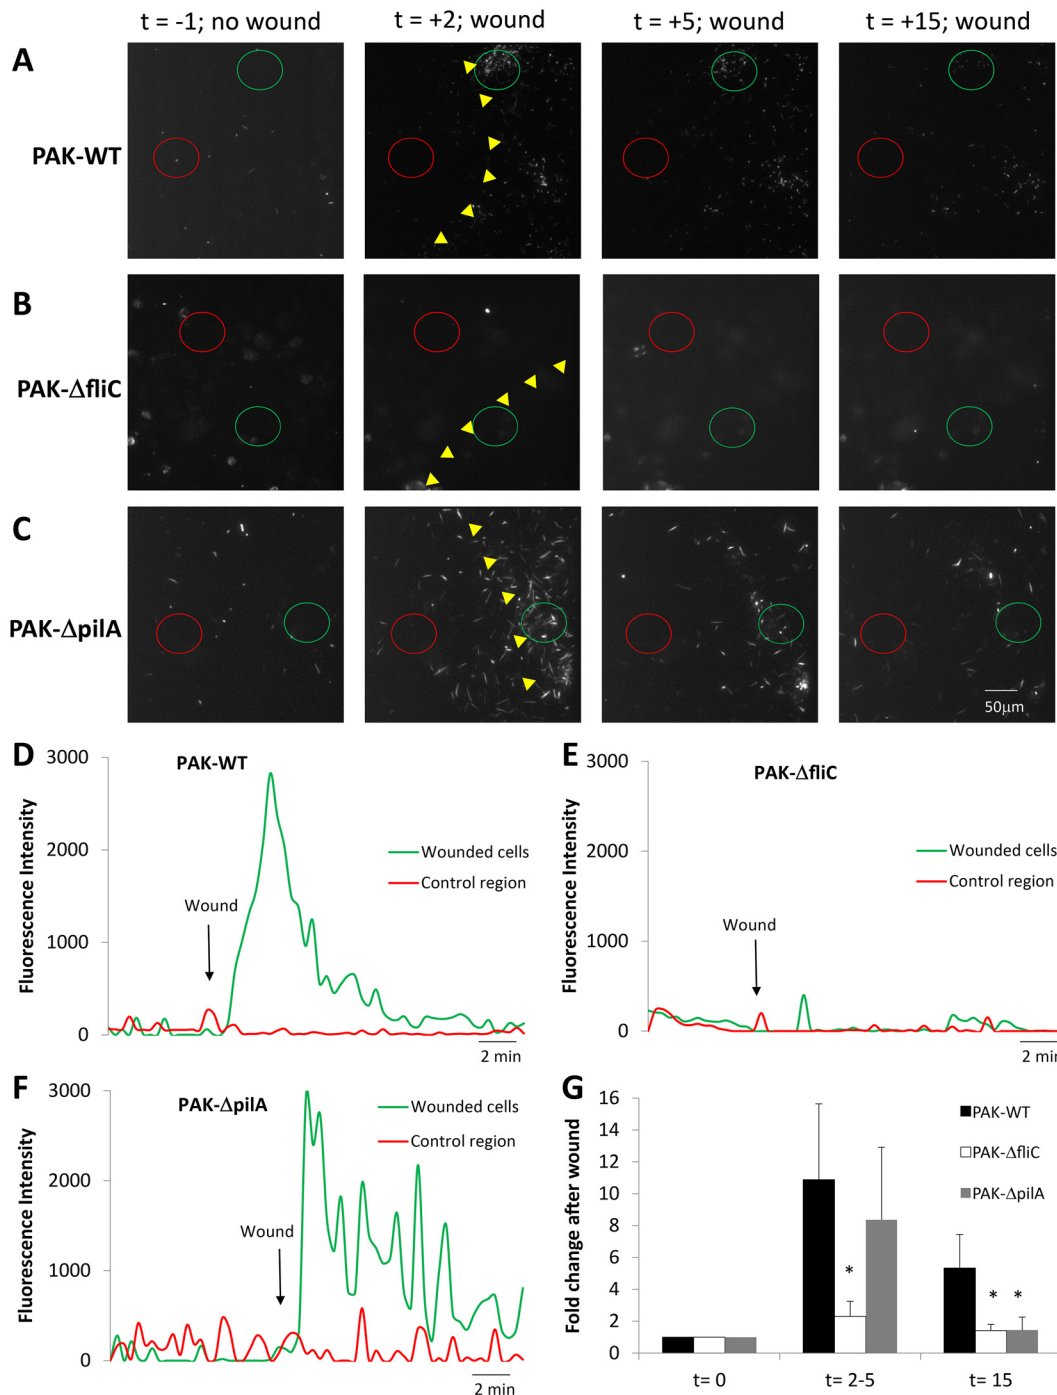 t = -1; no wound
t = +2; wound
t = +5; wound
t = +15; wound
A
PAK-WT
B
PAK-ΔfliC
C
PAK-ΔpilA
50µm
D
PAK-WT
Fluorescence Intensity
3000
2000
1000
0
Wound
Wounded cells
Control region
2 min
E
PAK-ΔfliC
Fluorescence Intensity
3000
2000
1000
0
Wound
Wounded cells
Control region
2 min
F
PAK-ΔpilA
Fluorescence Intensity
3000
2000
1000
0
Wound
Wounded cells
Control region
2 min
G
Fold change after wound
16
14
12
10
8
6
4
2
0
PAK-WT
PAK-ΔfliC
PAK-ΔpilA
*
* *
t= 0
t= 2-5
t= 15